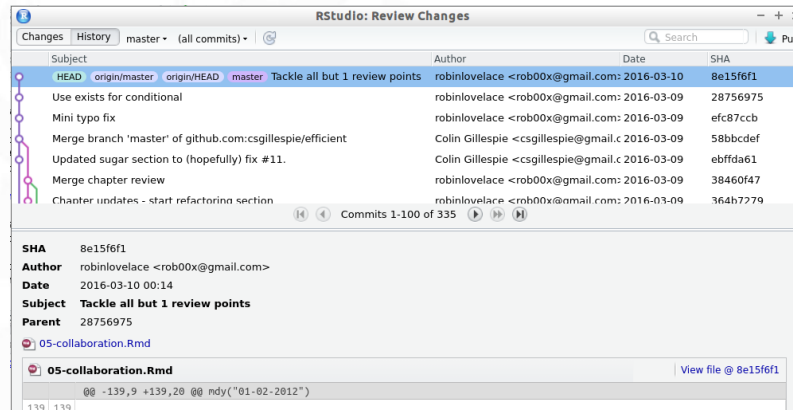 RStudio: Review Changes
Changes History master (all commits) Search Pu
Subject Author Date SHA
HEAD origin/master origin/HEAD master Tackle all but 1 review points robinlovelace <rob00x@gmail.com> 2016-03-10 8e15f6f1
Use exists for conditional robinlovelace <rob00x@gmail.com> 2016-03-09 28756975
Mini typo fix robinlovelace <rob00x@gmail.com> 2016-03-09 efc87ccb
Merge branch 'master' of github.com:csgillespie/efficient Colin Gillespie <csgillespie@gmail.c 2016-03-09 58bbcdef
Updated sugar section to (hopefully) fix #11. Colin Gillespie <csgillespie@gmail.c 2016-03-09 ebffda61
Merge chapter review robinlovelace <rob00x@gmail.com> 2016-03-09 38460f47
Chapter updates - start refactoring section robinlovelace <rob00x@gmail.com> 2016-03-09 364b7279
Commits 1-100 of 335
SHA 8e15f6f1
Author robinlovelace <rob00x@gmail.com>
Date 2016-03-10 00:14
Subject Tackle all but 1 review points
Parent 28756975
05-collaboration.Rmd
05-collaboration.Rmd View file @ 8e15f6f1
@@ -139,9 +139,20 @@ mdy("01-02-2012")
139 139